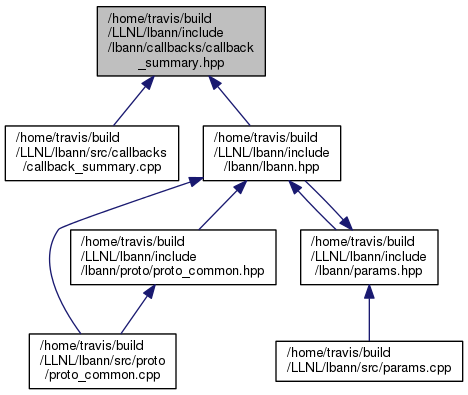 /home/travis/build
/LLNL/lbann/include
/lbann/callbacks/callback
_summary.hpp
/home/travis/build
/LLNL/lbann/src/callbacks
/callback_summary.cpp
/home/travis/build
/LLNL/lbann/include
/lbann/lbann.hpp
/home/travis/build
/LLNL/lbann/include
/lbann/proto/proto_common.hpp
/home/travis/build
/LLNL/lbann/include
/lbann/params.hpp
/home/travis/build
/LLNL/lbann/src/proto
/proto_common.cpp
/home/travis/build
/LLNL/lbann/src/params.cpp